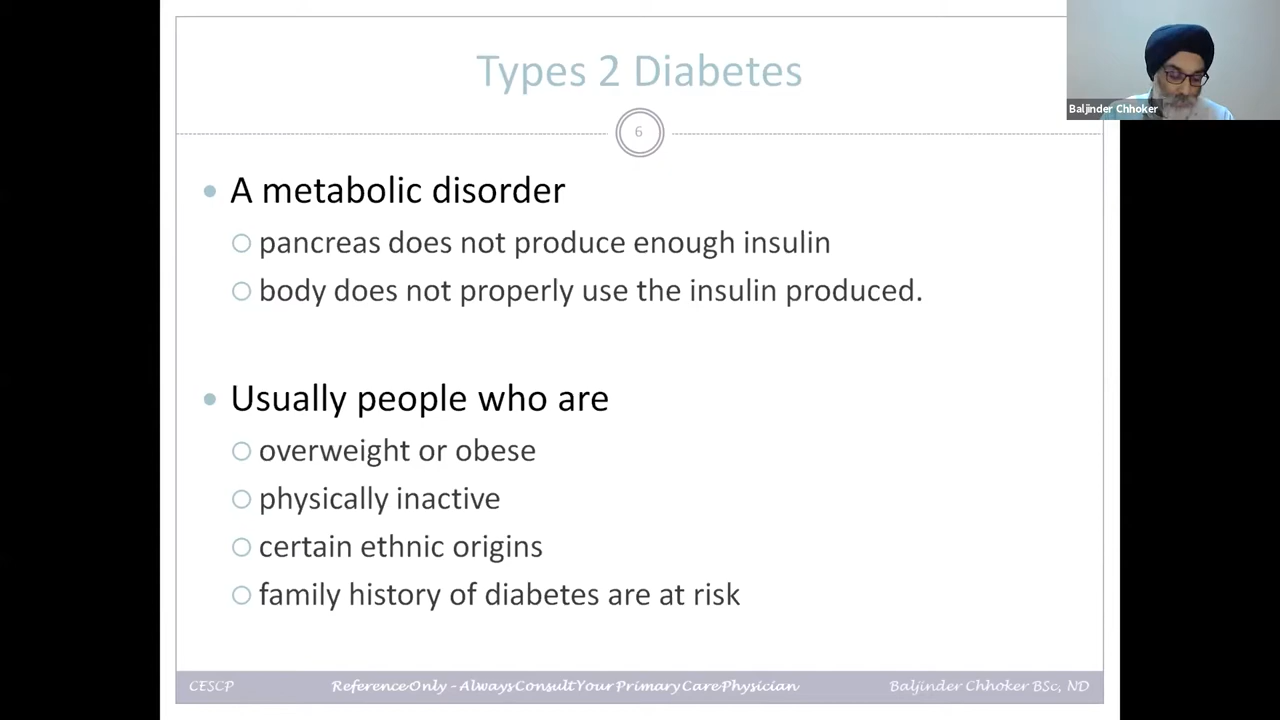 Types 2 Diabetes
Baljinder Chhoker
6
A metabolic disorder
pancreas does not produce enough insulin
body does not properly use the insulin produced.
Usually people who are
overweight or obese
physically inactive
certain ethnic origins
family history of diabetes are at risk
CESCP
Reference Only - Always Consult Your Primary Care Physician
Baljinder Chhoker BSc, ND